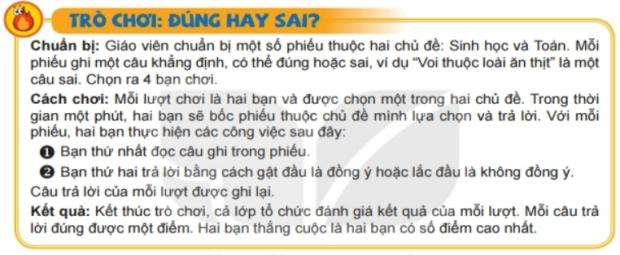 TRÒ CHƠI: ĐÚNG HAY SAI?
Chuẩn bị: Giáo viên chuẩn bị một số phiếu thuộc hai chủ đề: Sinh học và Toán. Mỗi
phiếu ghi một câu khẳng định, có thể đúng hoặc sai, ví dụ “Voi thuộc loài ăn thịt” là một
câu sai. Chọn ra 4 bạn chơi.
Cách chơi: Mỗi lượt chơi là hai bạn và được chọn một trong hai chủ đề. Trong thời
gian một phút, hai bạn sẽ bốc phiếu thuộc chủ đề mình lựa chọn và trả lời. Với mỗi
phiếu, hai bạn thực hiện các công việc sau đây:
1 Bạn thứ nhất đọc câu ghi trong phiếu.
2 Bạn thứ hai trả lời bằng cách gật đầu là đồng ý hoặc lắc đầu là không đồng ý.
Câu trả lời của mỗi lượt được ghi lại.
Kết quả: Kết thúc trò chơi, cả lớp tổ chức đánh giá kết quả của mỗi lượt. Mỗi câu trả
lời đúng được một điểm. Hai bạn thắng cuộc là hai bạn có số điểm cao nhất.